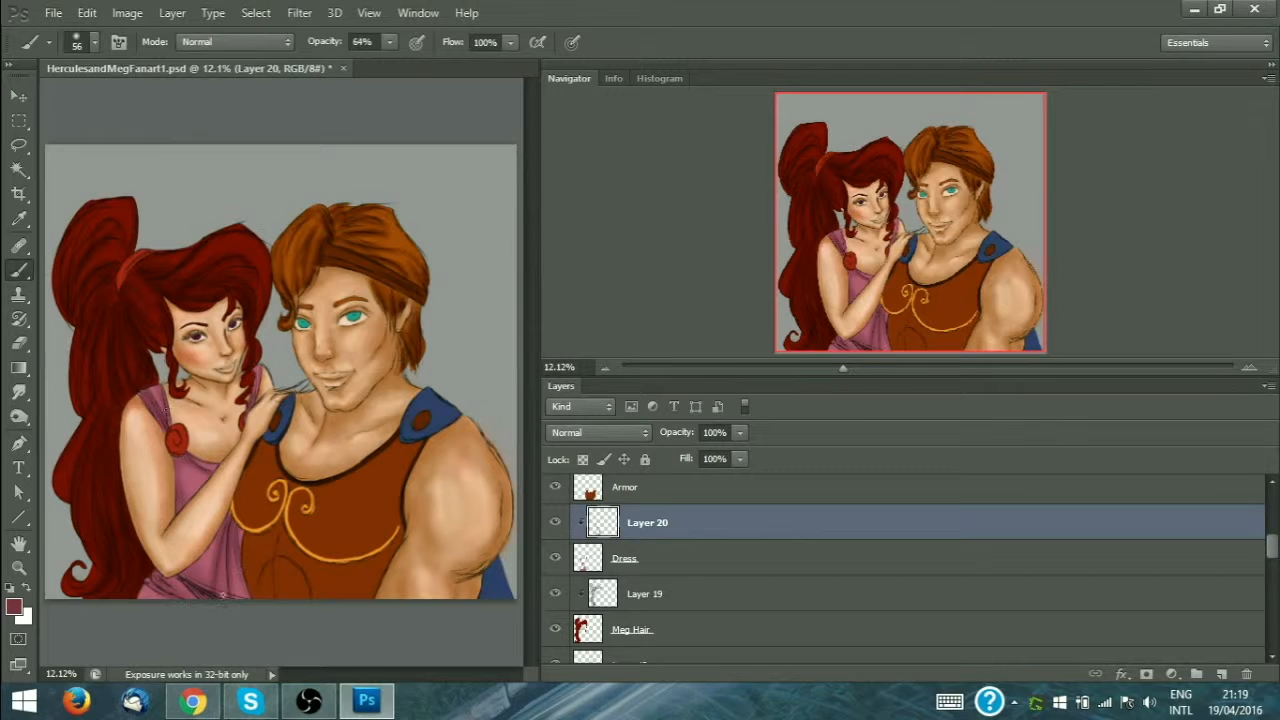 Ps File Edit Image Layer Type Select Filter 3D View Window Help
56 Mode: Normal Opacity: 64% Flow: 100% Essentials
HerculesandMegFanart1.psd @ 12.1% (Layer 20, RGB/8#) * ×
Navigator Info Histogram
12.12%
Layers
Kind
Normal Opacity: 100%
Lock: Fill: 100%
Armor
Layer 20
Dress
Layer 19
Meg Hair
12.12% Exposure works in 32-bit only
Ps ENG 21:19
INTL 19/04/2016